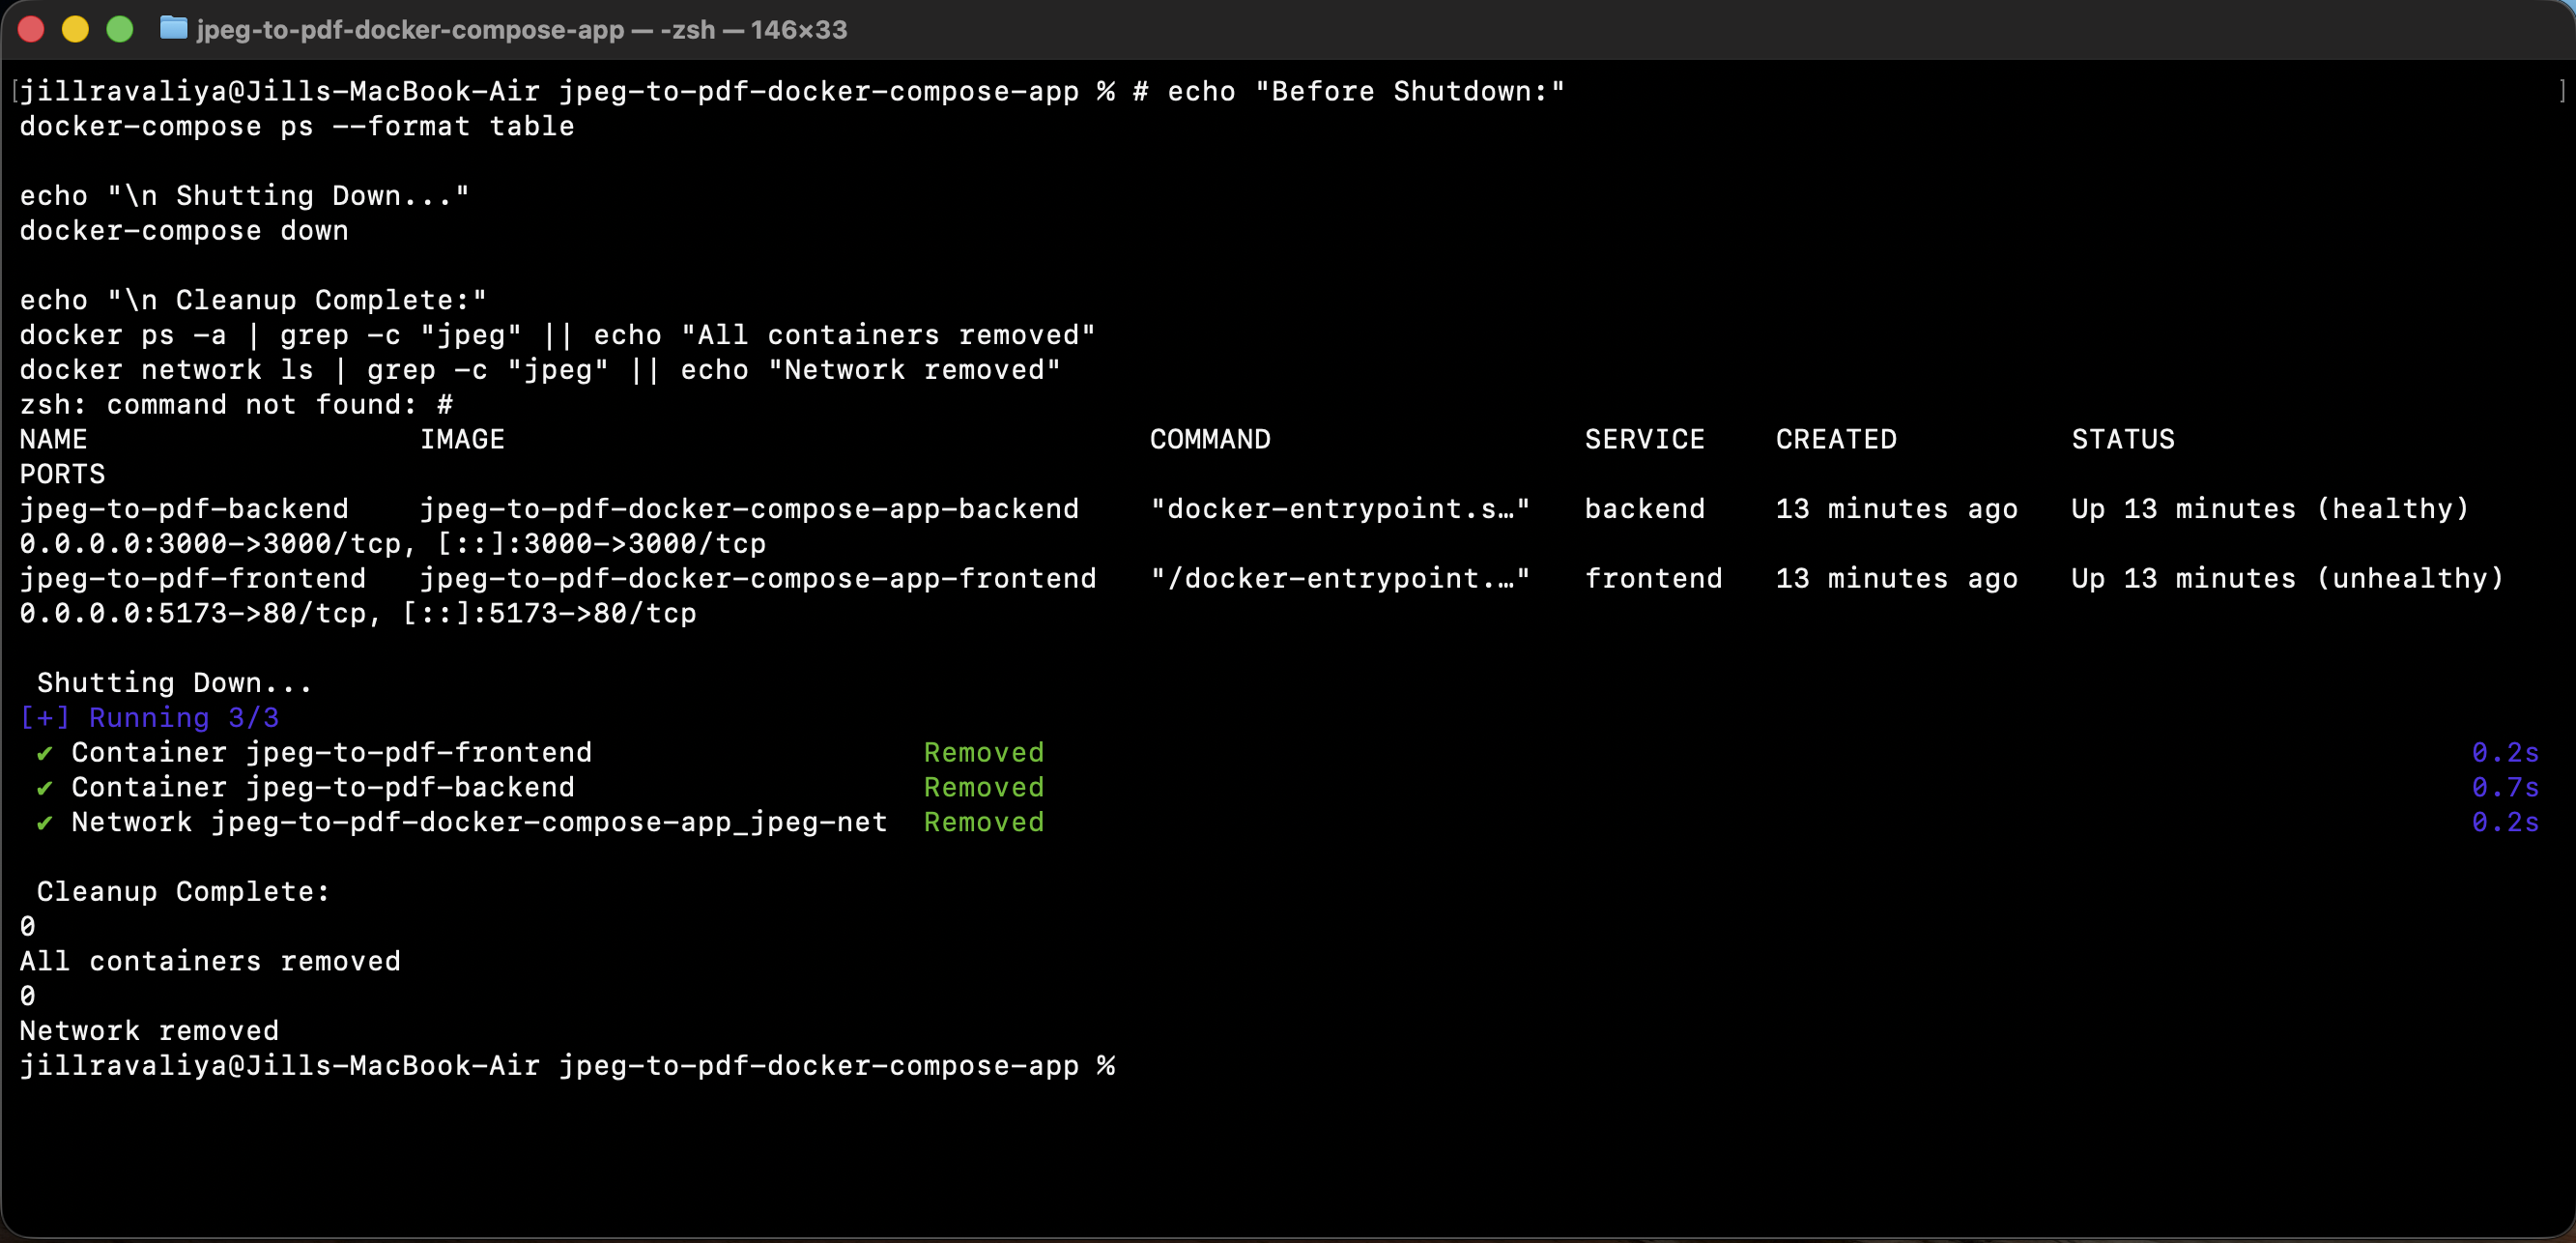 jpeg-to-pdf-docker-compose-app — -zsh — 146×33
[jillravaliya@Jills-MacBook-Air jpeg-to-pdf-docker-compose-app % # echo "Before Shutdown:" ]
docker-compose ps --format table
echo "\n Shutting Down..."
docker-compose down
echo "\n Cleanup Complete:"
docker ps -a | grep -c "jpeg" || echo "All containers removed"
docker network ls | grep -c "jpeg" || echo "Network removed"
zsh: command not found: #
NAME IMAGE COMMAND SERVICE CREATED STATUS
PORTS
jpeg-to-pdf-backend jpeg-to-pdf-docker-compose-app-backend "docker-entrypoint.s…" backend 13 minutes ago Up 13 minutes (healthy)
0.0.0.0:3000->3000/tcp, [::]:3000->3000/tcp
jpeg-to-pdf-frontend jpeg-to-pdf-docker-compose-app-frontend "/docker-entrypoint.…" frontend 13 minutes ago Up 13 minutes (unhealthy)
0.0.0.0:5173->80/tcp, [::]:5173->80/tcp
Shutting Down...
[+] Running 3/3
✔ Container jpeg-to-pdf-frontend Removed 0.2s
✔ Container jpeg-to-pdf-backend Removed 0.7s
✔ Network jpeg-to-pdf-docker-compose-app_jpeg-net Removed 0.2s
Cleanup Complete:
0
All containers removed
0
Network removed
jillravaliya@Jills-MacBook-Air jpeg-to-pdf-docker-compose-app %